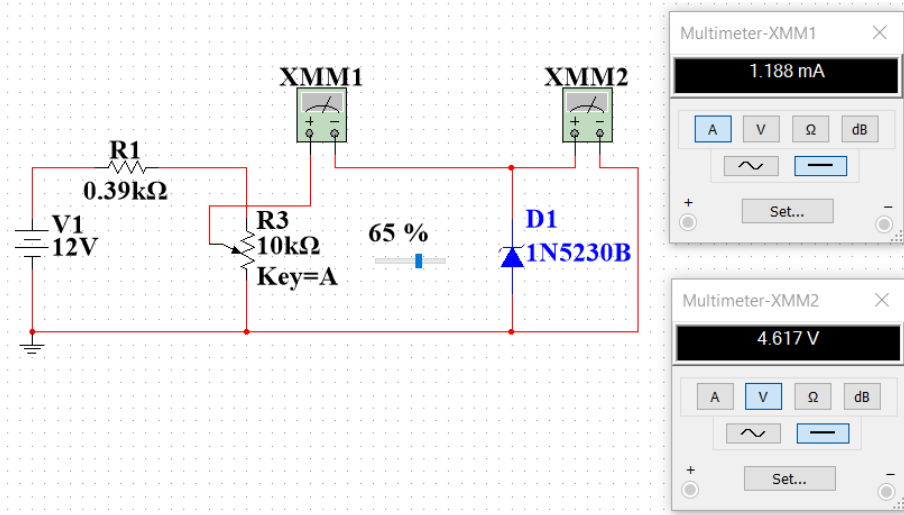 XMM1
XMM2
R1
0.39kΩ
V1
12V
R3
10kΩ
Key=A
65 %
D1
1N5230B
+ −
+ −
Multimeter-XMM1
1.188 mA
A V Ω dB
Set...
+ −
Multimeter-XMM2
4.617 V
A V Ω dB
Set...
+ −